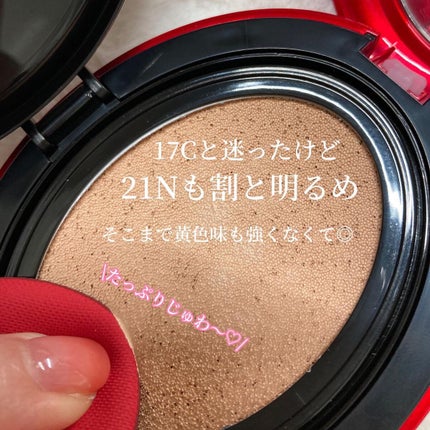 17Cと迷ったけど
21Nも割と明るめ
そこまで黄色味も強くなくて◎
\たっぷりじゅわ〜♡/